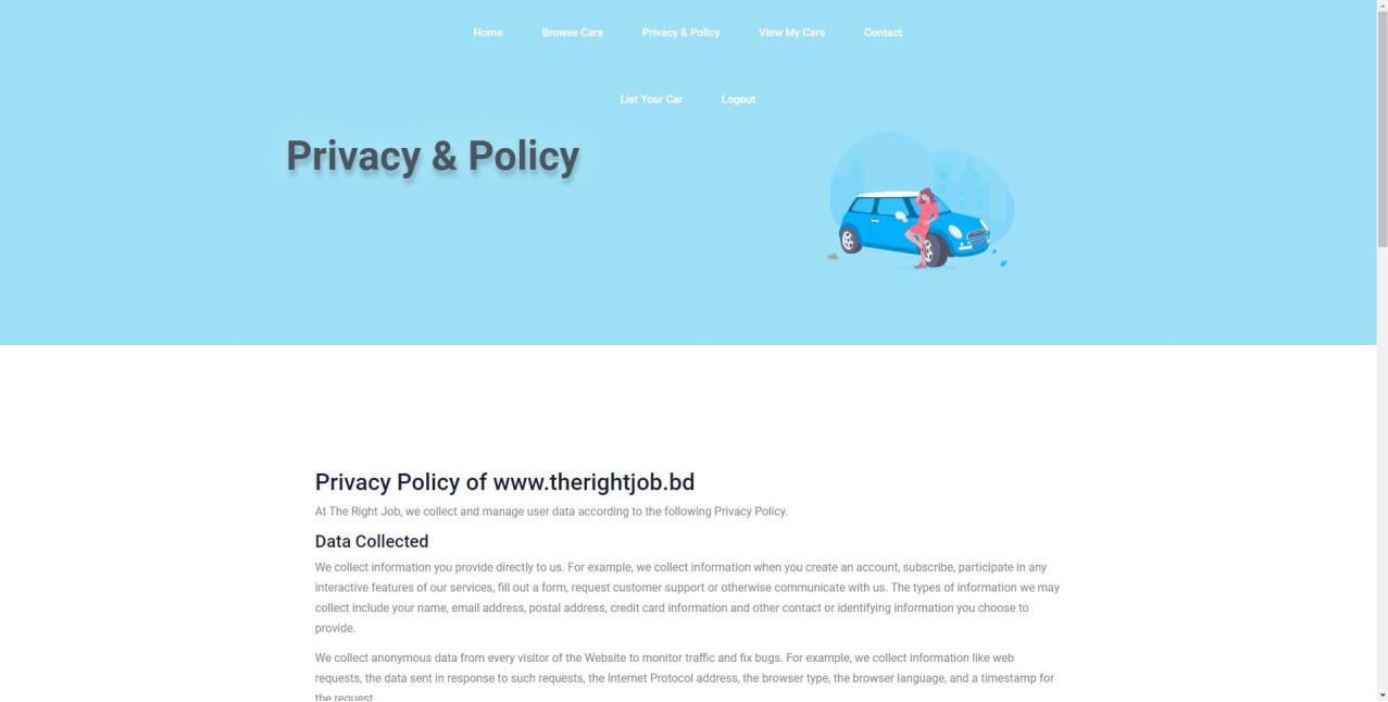 Home Browse Cars Privacy & Policy View My Cars Contact
List Your Car Logout
Privacy & Policy
Privacy Policy of www.therightjob.bd
At The Right Job, we collect and manage user data according to the following Privacy Policy.
Data Collected
We collect information you provide directly to us. For example, we collect information when you create an account, subscribe, participate in any
interactive features of our services, fill out a form, request customer support or otherwise communicate with us. The types of information we may
collect include your name, email address, postal address, credit card information and other contact or identifying information you choose to
provide.
We collect anonymous data from every visitor of the Website to monitor traffic and fix bugs. For example, we collect information like web
requests, the data sent in response to such requests, the Internet Protocol address, the browser type, the browser language, and a timestamp for
the request.